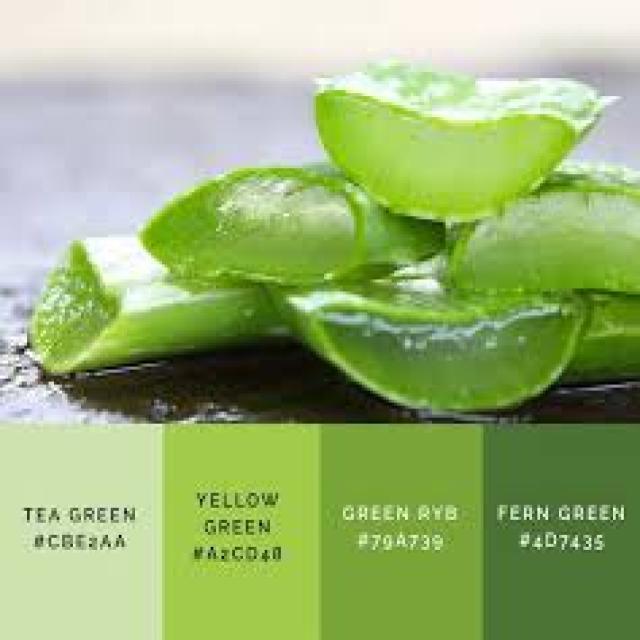 TEA GREEN
#CBE2AA
YELLOW
GREEN
#A2CD48
GREEN RYB
#79A739
FERN GREEN
#4D7435